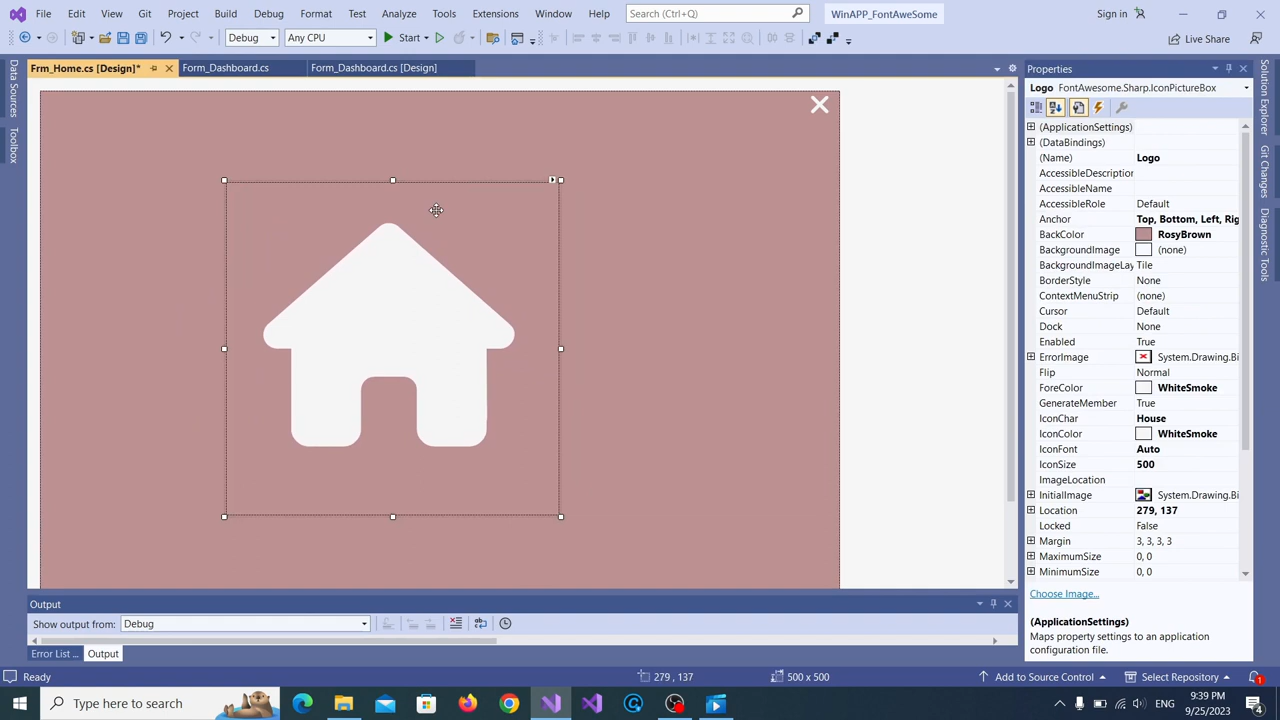 File Edit View Git Project Build Debug Format Test Analyze Tools Extensions Window Help Search (Ctrl+Q) WinAPP_FontAweSome Sign in
Debug Any CPU Start Live Share
Frm_Home.cs [Design]* Form_Dashboard.cs Form_Dashboard.cs [Design] Properties
Logo FontAwesome.Sharp.IconPictureBox
(ApplicationSettings)
(DataBindings)
(Name) Logo
AccessibleDescription
AccessibleName
AccessibleRole Default
Anchor Top, Bottom, Left, Rig
BackColor RosyBrown
BackgroundImage (none)
BackgroundImageLay Tile
BorderStyle None
ContextMenuStrip (none)
Cursor Default
Dock None
Enabled True
ErrorImage System.Drawing.Bi
Flip Normal
ForeColor WhiteSmoke
GenerateMember True
IconChar House
IconColor WhiteSmoke
IconFont Auto
IconSize 500
ImageLocation
InitialImage System.Drawing.Bi
Location 279, 137
Locked False
Margin 3, 3, 3, 3
MaximumSize 0, 0
MinimumSize 0, 0
Choose Image...
(ApplicationSettings)
Maps property settings to an application
configuration file.
Data Sources
Toolbox
Solution Explorer
Git Changes
Diagnostic Tools
Output
Show output from: Debug
Error List ... Output
Ready 279 , 137 500 x 500 Add to Source Control Select Repository 1
Type here to search ENG 9:39 PM
9/25/2023 4